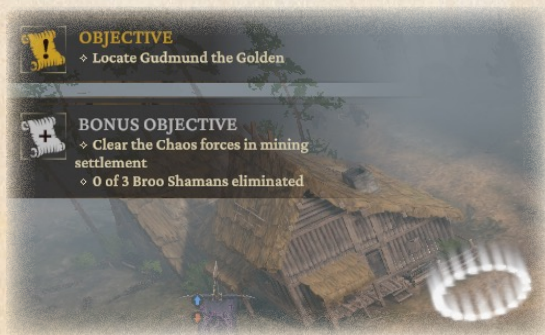 OBJECTIVE
⟡ Locate Gudmund the Golden
BONUS OBJECTIVE
⟡ Clear the Chaos forces in mining
settlement
⟡ 0 of 3 Broo Shamans eliminated